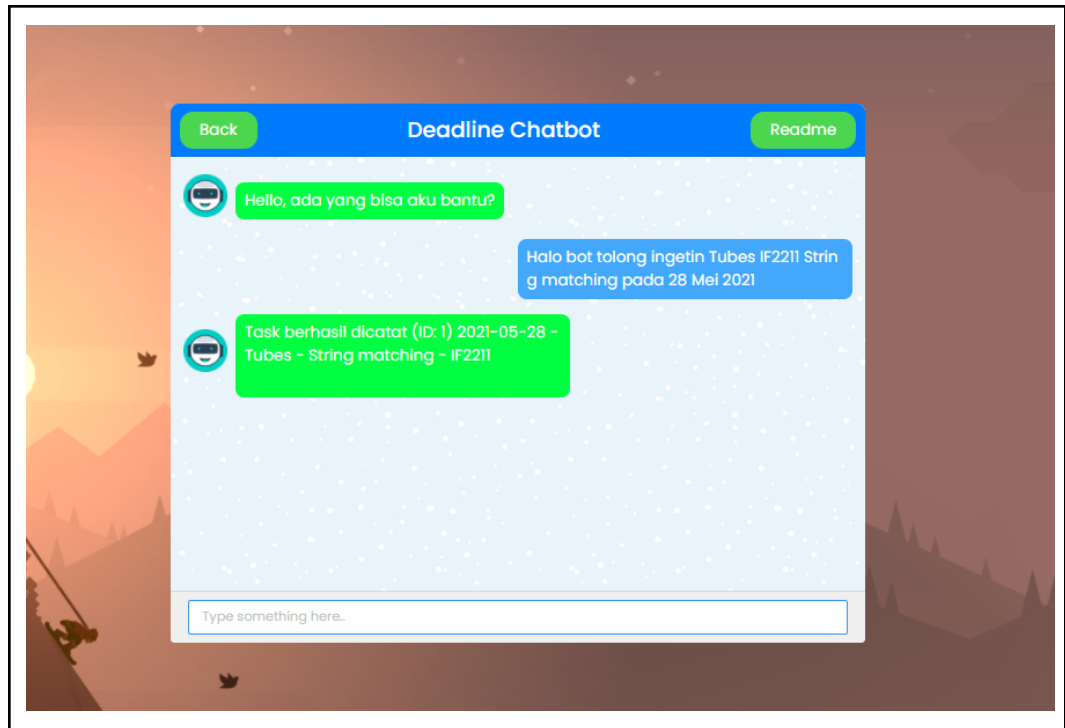 Back
Deadline Chatbot
Readme
Hello, ada yang bisa aku bantu?
Halo bot tolong ingetin Tubes IF2211 Strin
g matching pada 28 Mei 2021
Task berhasil dicatat (ID: 1) 2021-05-28 -
Tubes - String matching - IF2211
Type something here..